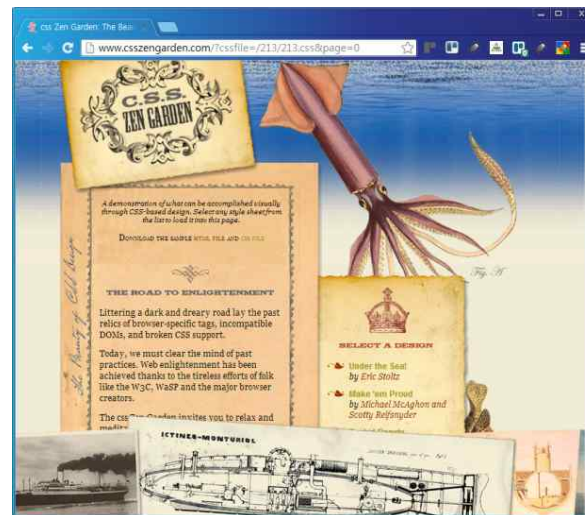 css Zen Garden: The Bea
www.csszengarden.com/?cssfile=/213/213.css&page=0
C.S.S.
ZEN GARDEN
A demonstration of what can be accomplished visually
through CSS-based design. Select any style sheet from
the list to load it into this page.
DOWNLOAD THE SAMPLE HTML FILE AND CSS FILE
The Beauty of CSS Design
THE ROAD TO ENLIGHTENMENT
Littering a dark and dreary road lay the past
relics of browser-specific tags, incompatible
DOMs, and broken CSS support.
Today, we must clear the mind of past
practices. Web enlightenment has been
achieved thanks to the tireless efforts of folk
like the W3C, WaSP and the major browser
creators.
The css Zen Garden invites you to relax and
Fig. A
SELECT A DESIGN
Under the Sea!
by Eric Stoltz
Make 'em Proud
by Michael McAghon and
Scotty Reifsnyder
ICTINEO-MONTURIOL